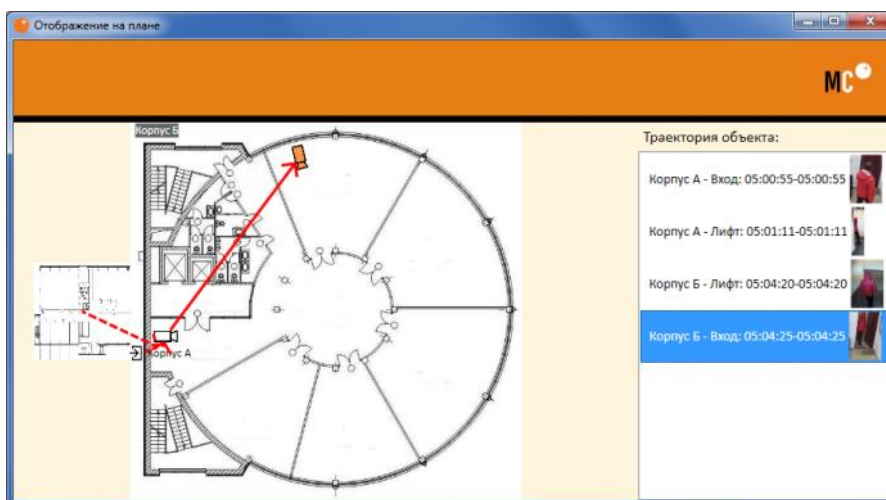 Отображение на плане
МС
Корпус Б
Корпус А
Траектория объекта:
Корпус А - Вход: 05:00:55-05:00:55
Корпус А - Лифт: 05:01:11-05:01:11
Корпус Б - Лифт: 05:04:20-05:04:20
Корпус Б - Вход: 05:04:25-05:04:25